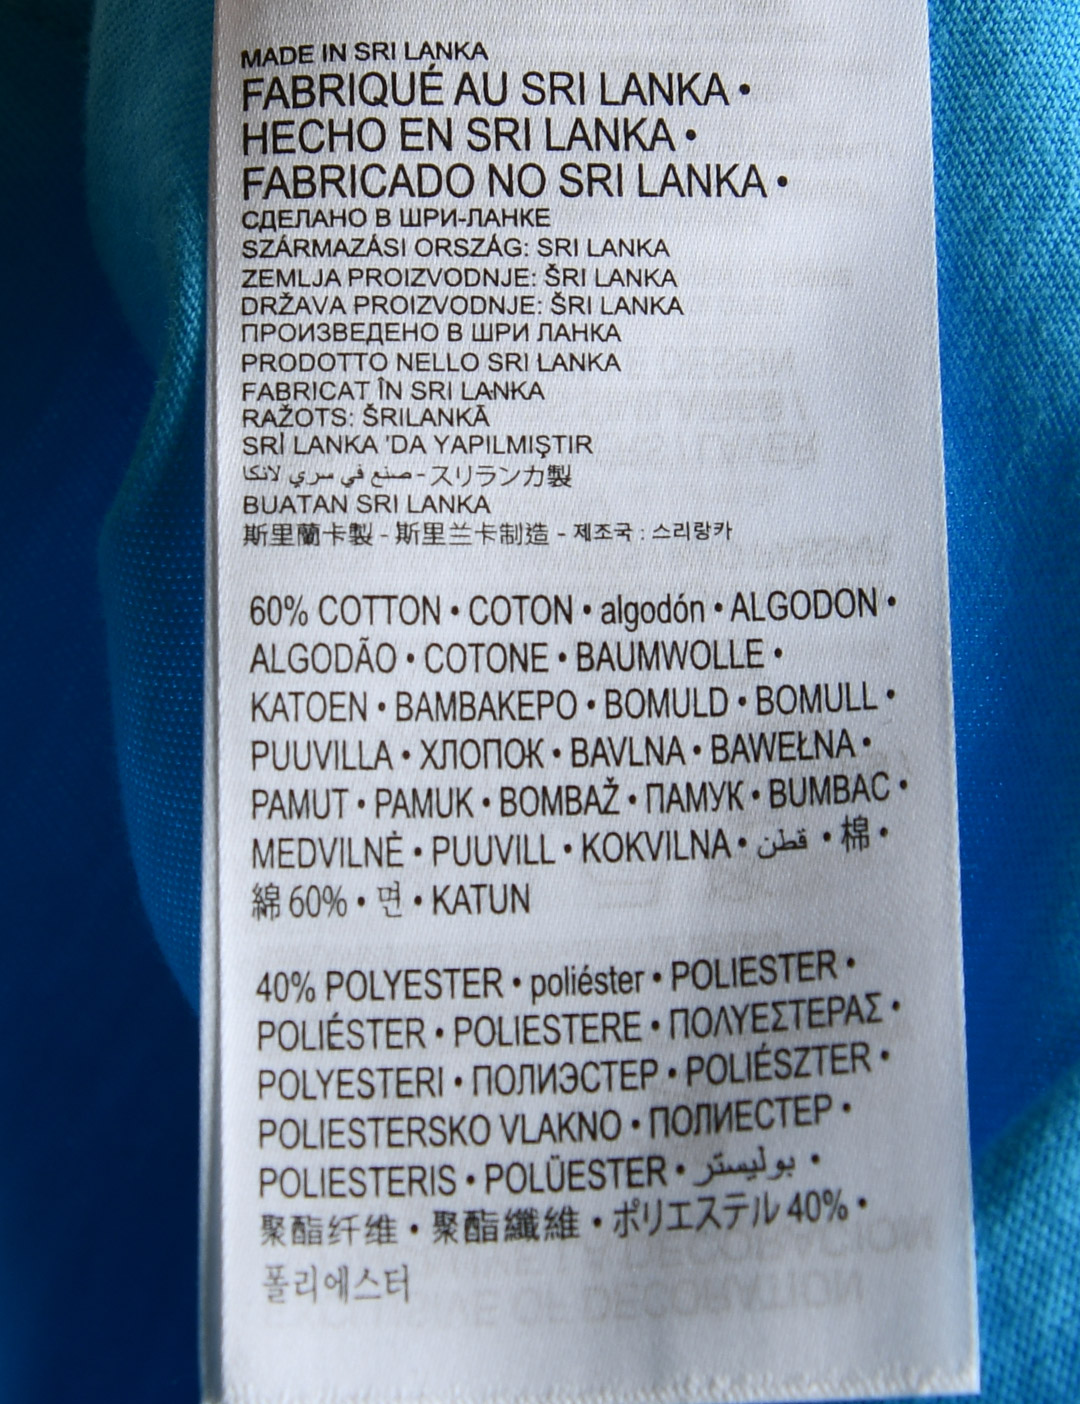 MADE IN SRI LANKA
FABRIQUÉ AU SRI LANKA •
HECHO EN SRI LANKA •
FABRICADO NO SRI LANKA •
СДЕЛАНО В ШРИ-ЛАНКЕ
SZÁRMAZÁSI ORSZÁG: SRI LANKA
ZEMLJA PROIZVODNJE: ŠRI LANKA
DRŽAVA PROIZVODNJE: ŠRI LANKA
ПРОИЗВЕДЕНО В ШРИ ЛАНКА
PRODOTTO NELLO SRI LANKA
FABRICAT ÎN SRI LANKA
RAŽOTS: ŠRILANKĀ
SRİ LANKA 'DA YAPILMIŞTIR
صنع في سري لانكا - スリランカ製
BUATAN SRI LANKA
斯里蘭卡製 - 斯里兰卡制造 - 제조국 : 스리랑카
60% COTTON • COTON • algodón • ALGODON •
ALGODÃO • COTONE • BAUMWOLLE •
KATOEN • ΒΑΜΒΑΚΕΡΟ • BOMULD • BOMULL •
PUUVILLA • ХЛОПОК • BAVLNA • BAWEŁNA •
PAMUT • PAMUK • BOMBAŽ • ПАМУК • BUMBAC •
MEDVILNĖ • PUUVILL • KOKVILNA • قطن • 棉 •
綿 60% • 면 • KATUN
40% POLYESTER • poliéster • POLIESTER •
POLIÉSTER • POLIESTERE • ΠΟΛΥΕΣΤΕΡΑΣ •
POLYESTERI • ПОЛИЭСТЕР • POLIÉSZTER •
POLIESTERSKO VLAKNO • ПОЛИЕСТЕР •
POLIESTERIS • POLÜESTER • بوليستر •
聚酯纤维 • 聚酯纖維 • ポリエステル 40% •
폴리에스터